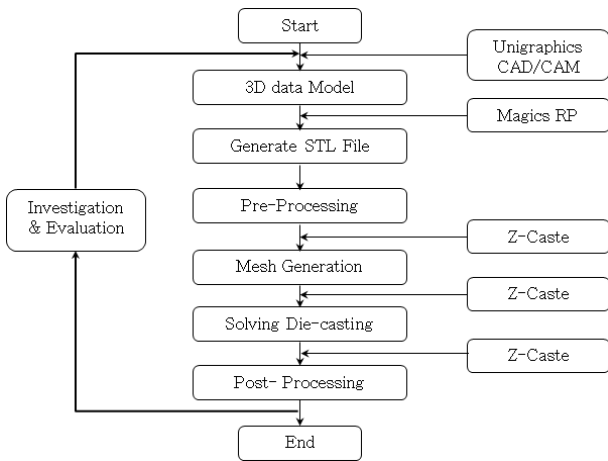 Start
Unigraphics
CAD/CAM
3D data Model
Magics RP
Generate STL File
Investigation
& Evaluation
Pre-Processing
Z-Caste
Mesh Generation
Z-Caste
Solving Die-casting
Z-Caste
Post- Processing
End